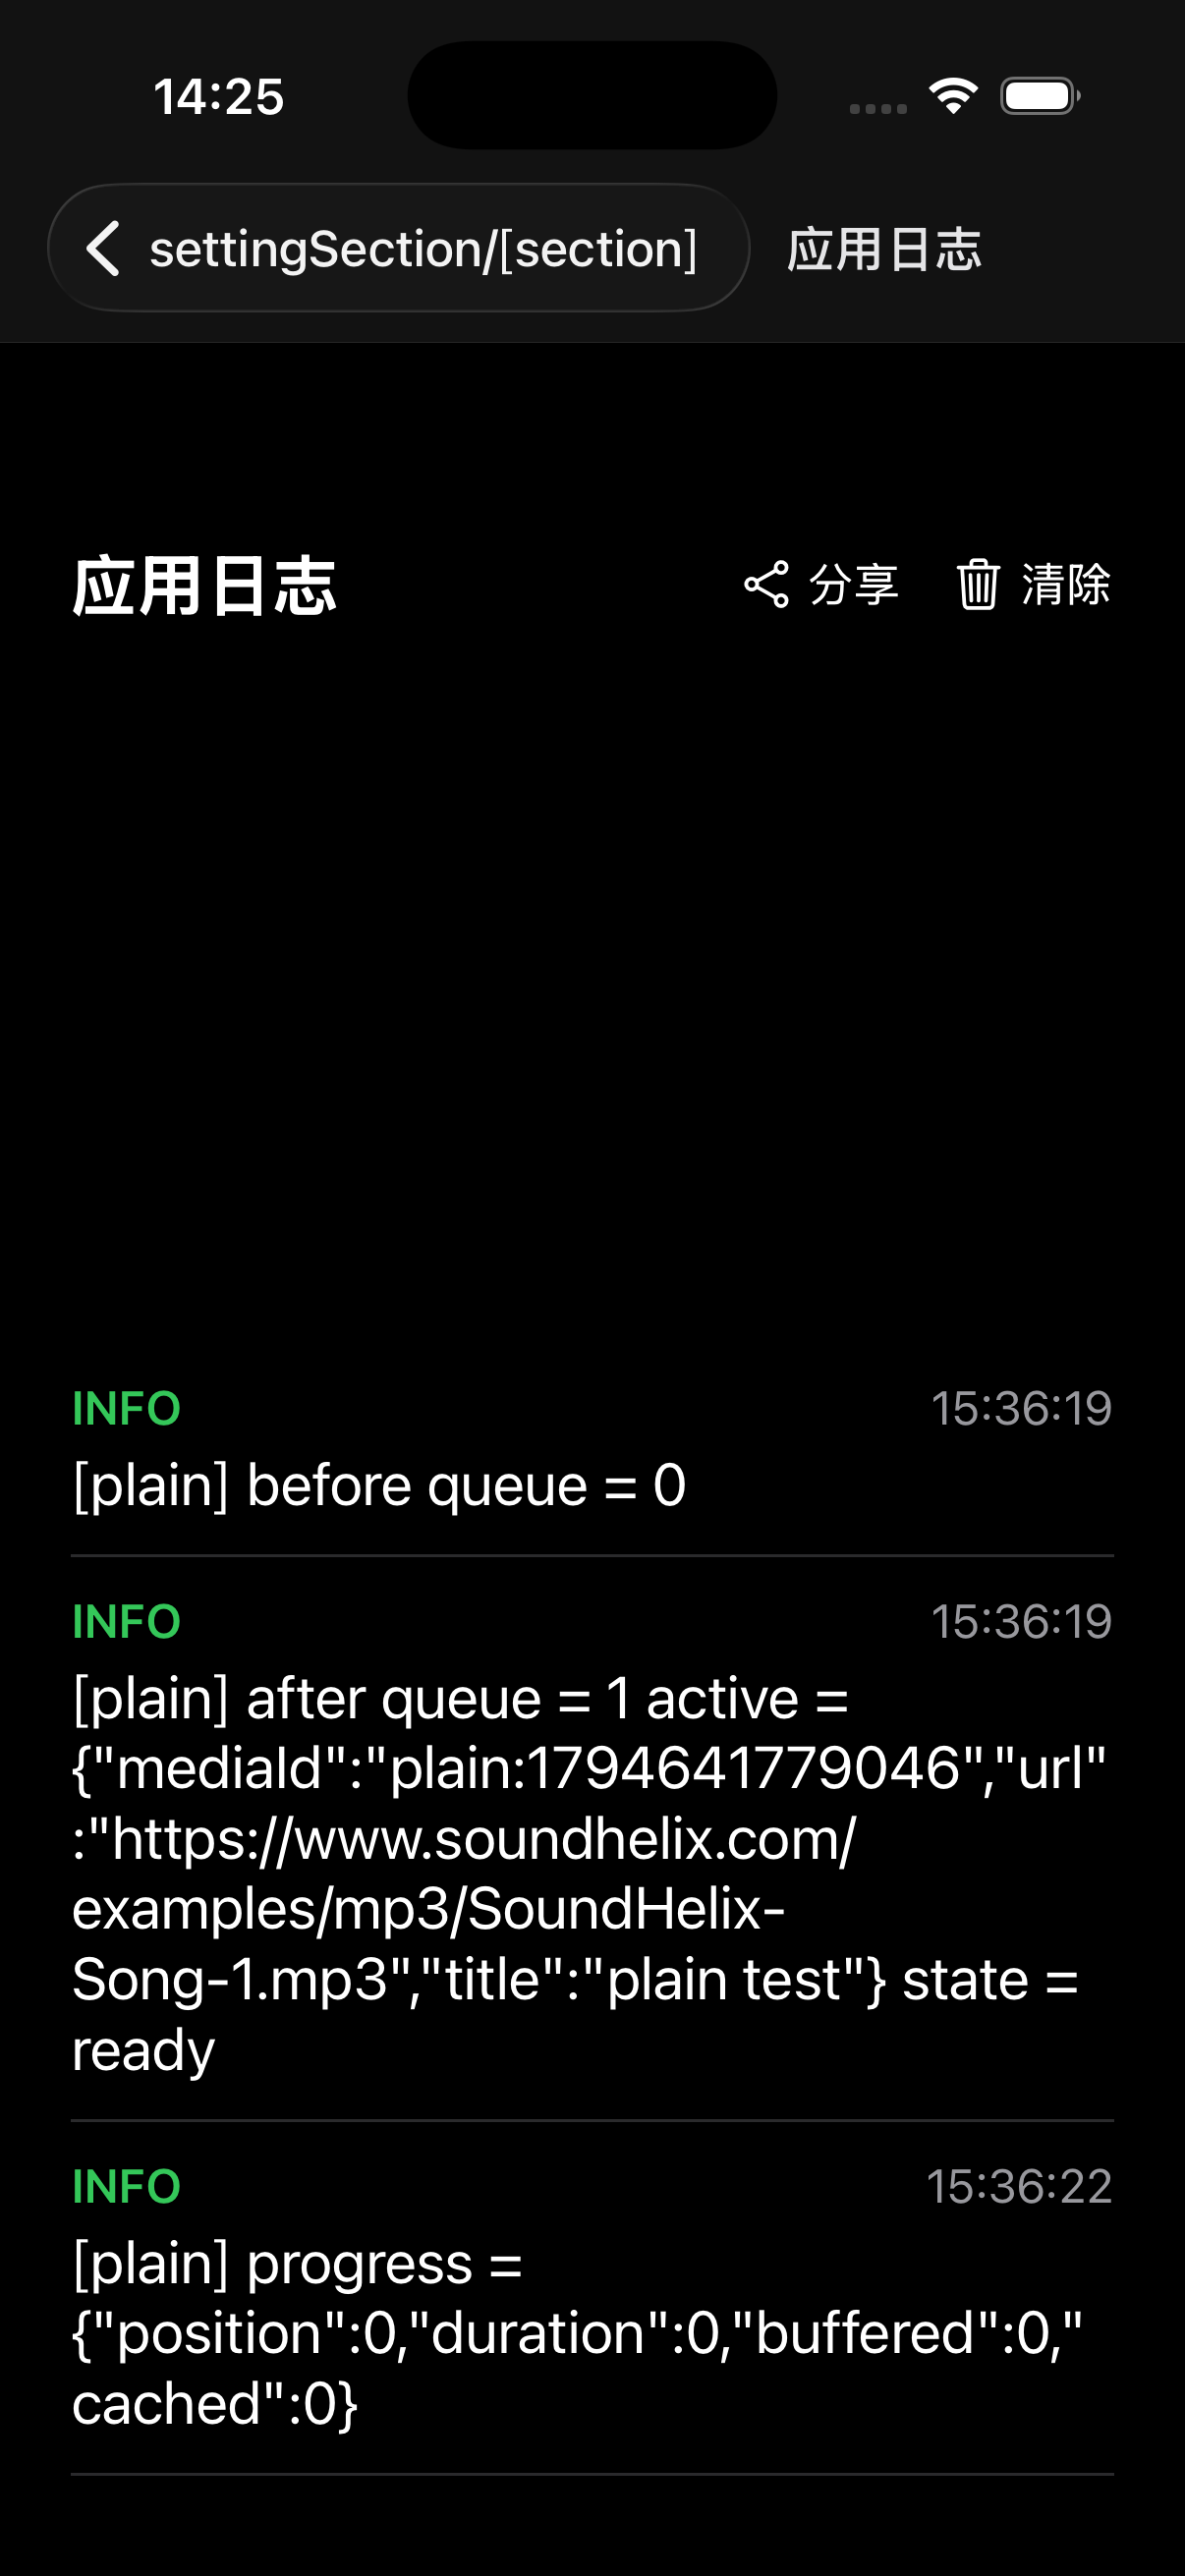 14:25
settingSection/[section]
应用日志
应用日志
分享
清除
INFO
15:36:19
[plain] before queue = 0
INFO
15:36:19
[plain] after queue = 1 active =
{"mediaId":"plain:1794641779046","url"
:"https://www.soundhelix.com/
examples/mp3/SoundHelix-
Song-1.mp3","title":"plain test"} state =
ready
INFO
15:36:22
[plain] progress =
{"position":0,"duration":0,"buffered":0,"
cached":0}